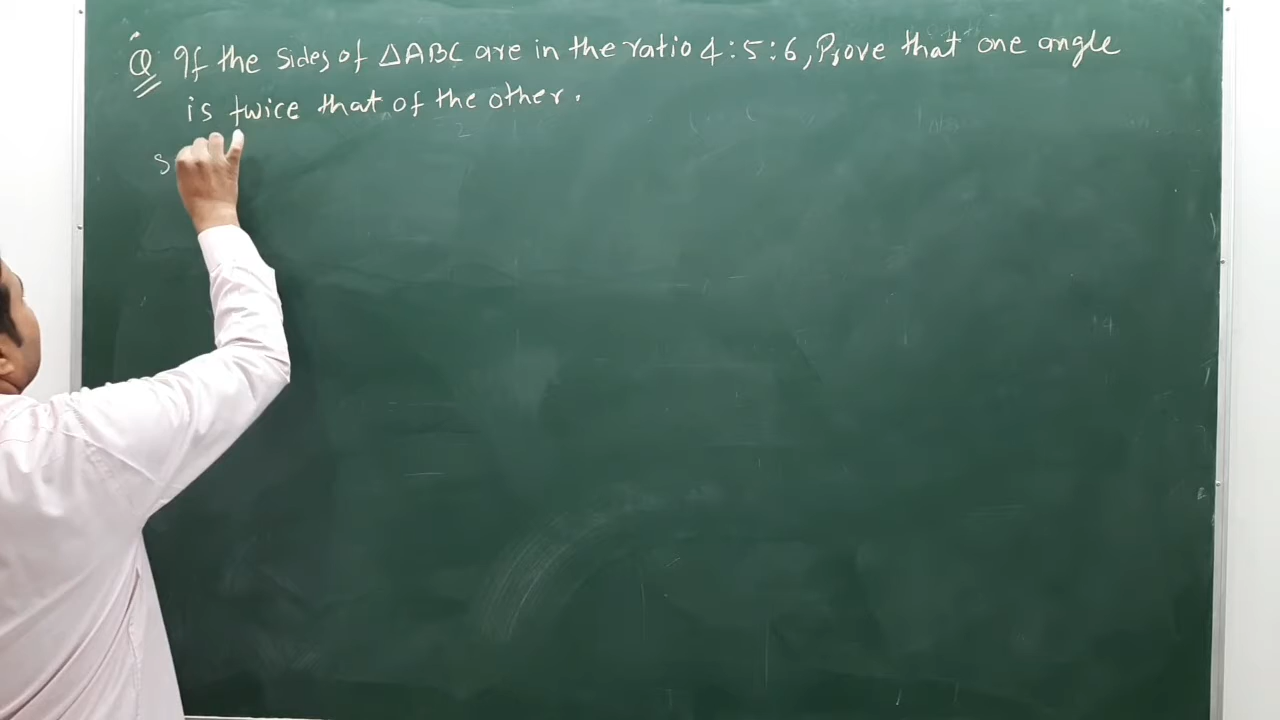 Q If the sides of △ABC are in the ratio 4:5:6, Prove that one angle
is twice that of the other.
S